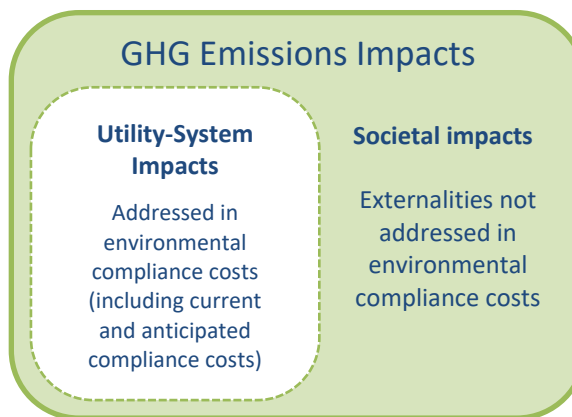 GHG Emissions Impacts
Utility-System
Impacts
Addressed in
environmental
compliance costs
(including current
and anticipated
compliance costs)
Societal impacts
Externalities not
addressed in
environmental
compliance costs